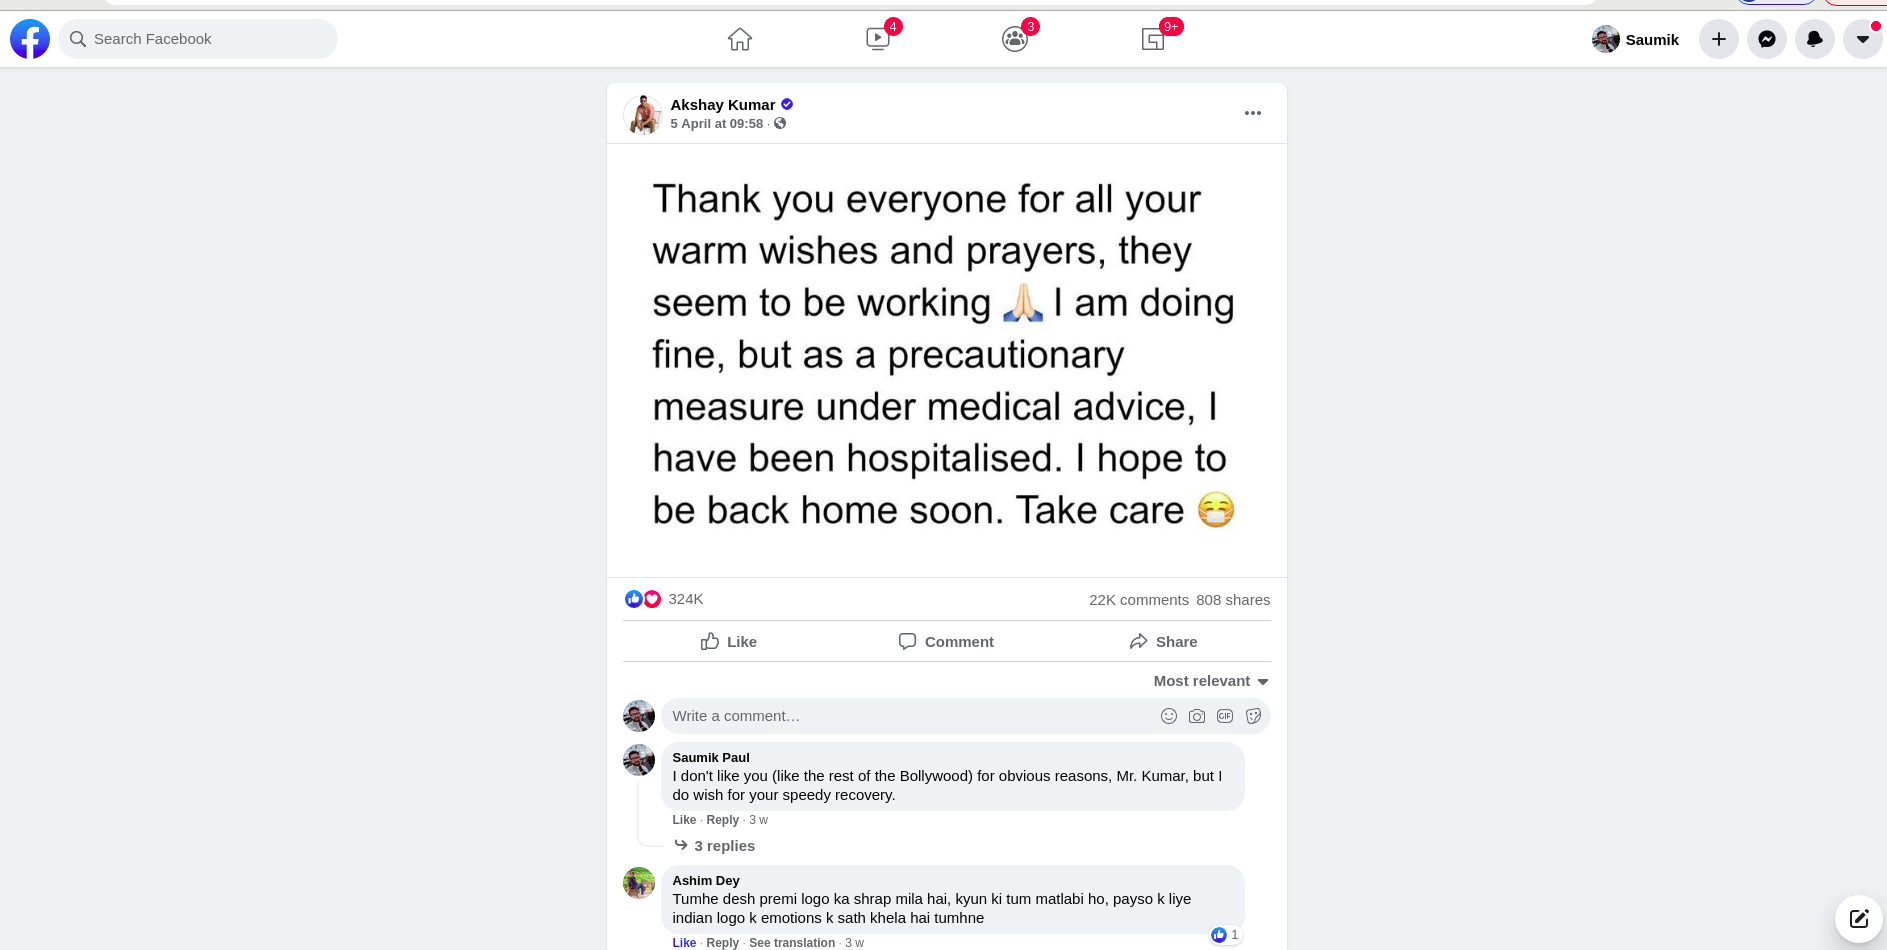 Search Facebook
4
3
9+
Saumik
Akshay Kumar
5 April at 09:58 ·
Thank you everyone for all your
warm wishes and prayers, they
seem to be working 🙏🏻 I am doing
fine, but as a precautionary
measure under medical advice, I
have been hospitalised. I hope to
be back home soon. Take care 😷
324K
22K comments 808 shares
Like Comment Share
Most relevant
Write a comment…
GIF
Saumik Paul
I don't like you (like the rest of the Bollywood) for obvious reasons, Mr. Kumar, but I
do wish for your speedy recovery.
Like · Reply · 3 w
3 replies
Ashim Dey
Tumhe desh premi logo ka shrap mila hai, kyun ki tum matlabi ho, payso k liye
indian logo k emotions k sath khela hai tumhne
1
Like · Reply · See translation · 3 w